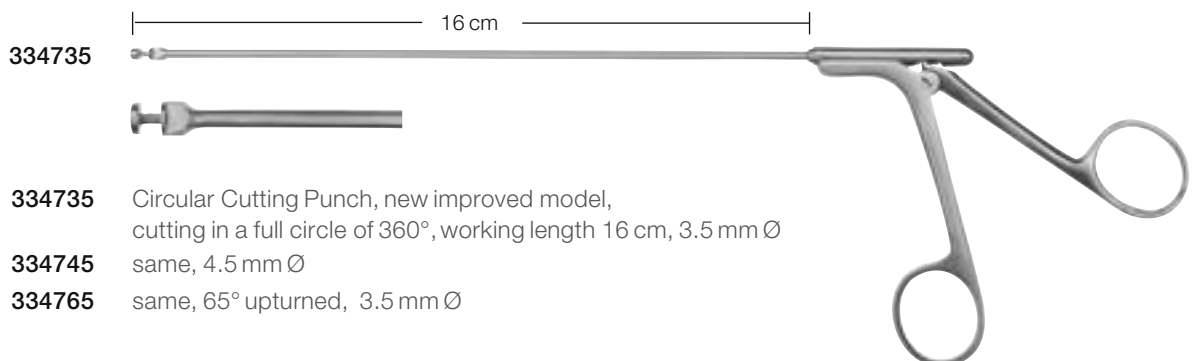 16 cm
334735
334735 Circular Cutting Punch, new improved model,
cutting in a full circle of 360°, working length 16 cm, 3.5 mm Ø
334745 same, 4.5 mm Ø
334765 same, 65° upturned, 3.5 mm Ø